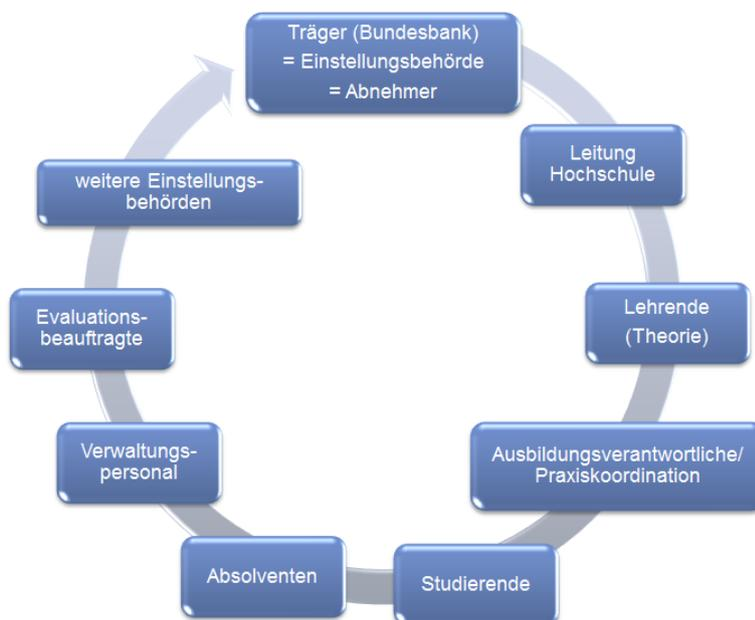 Träger (Bundesbank)
= Einstellungsbehörde
= Abnehmer
Leitung
Hochschule
Lehrende
(Theorie)
Ausbildungsverantwortliche/
Praxiskoordination
Studierende
Absolventen
Verwaltungs-
personal
Evaluations-
beauftragte
weitere Einstellungs-
behörden